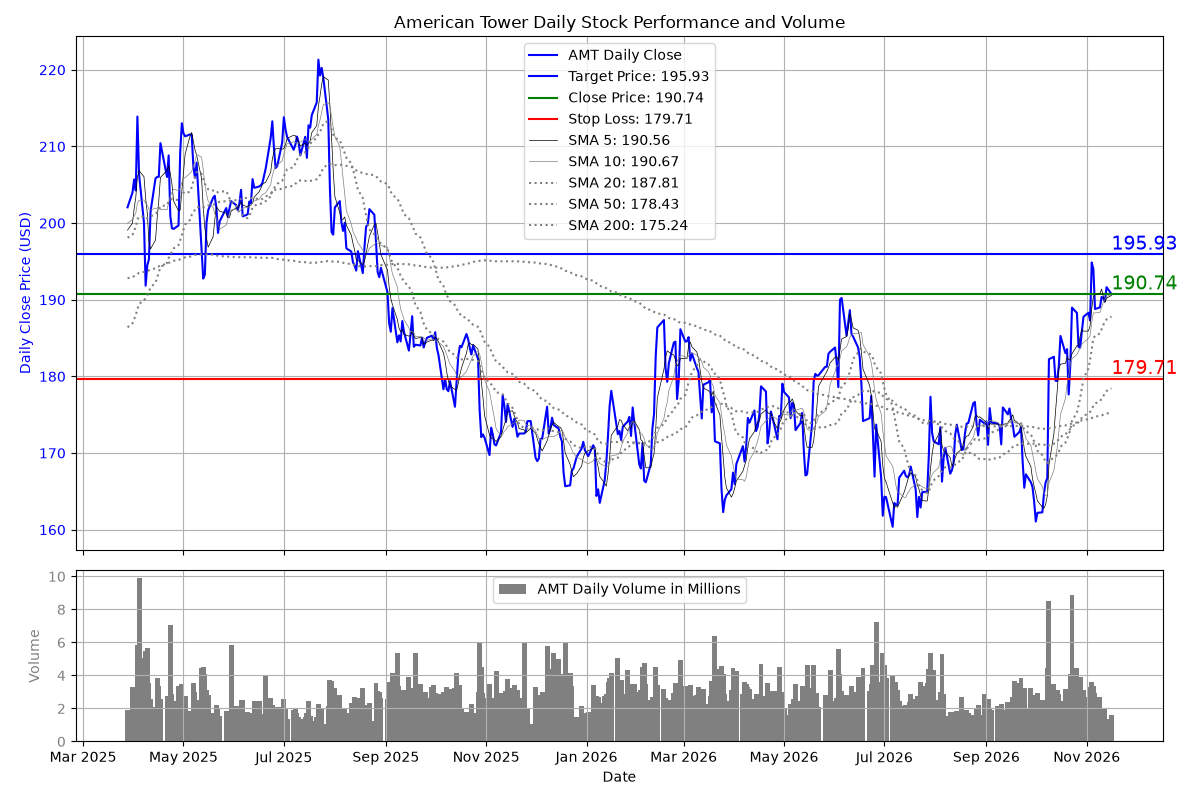 American Tower Daily Stock Performance and Volume
AMT Daily Close
Target Price: 195.93
Close Price: 190.74
Stop Loss: 179.71
SMA 5: 190.56
SMA 10: 190.67
SMA 20: 187.81
SMA 50: 178.43
SMA 200: 175.24
Daily Close Price (USD)
220
210
200
190
180
170
160
195.93
190.74
179.71
AMT Daily Volume in Millions
Volume
10
8
6
4
2
0
Mar 2025 May 2025 Jul 2025 Sep 2025 Nov 2025 Jan 2026 Mar 2026 May 2026 Jul 2026 Sep 2026 Nov 2026
Date